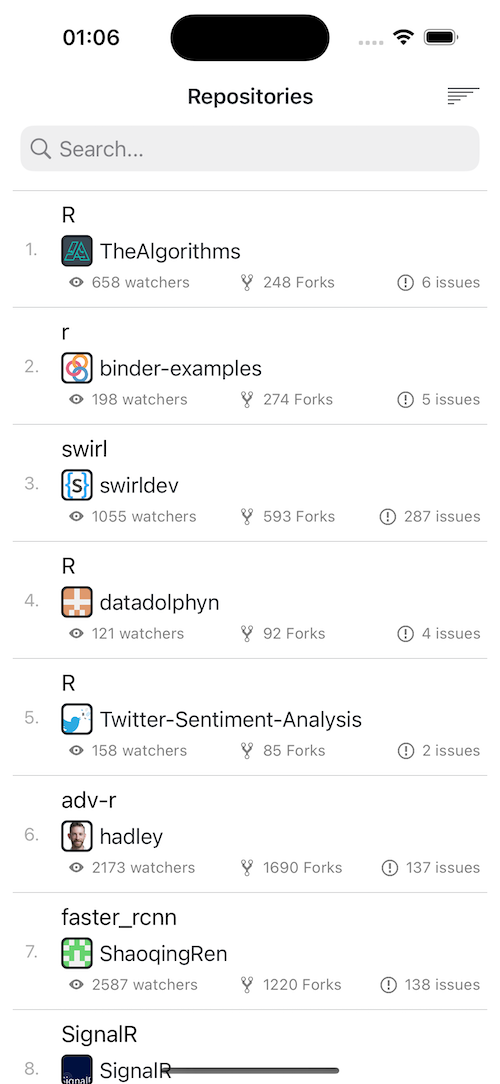 01:06
Repositories
Search...
R
1.
TheAlgorithms
658 watchers 248 Forks 6 issues
r
2.
binder-examples
198 watchers 274 Forks 5 issues
swirl
3.
{S} swirldev
1055 watchers 593 Forks 287 issues
R
4.
datadolphyn
121 watchers 92 Forks 4 issues
R
5.
Twitter-Sentiment-Analysis
158 watchers 85 Forks 2 issues
adv-r
6.
hadley
2173 watchers 1690 Forks 137 issues
faster_rcnn
7.
ShaoqingRen
2587 watchers 1220 Forks 138 issues
SignalR
8.
SignalR